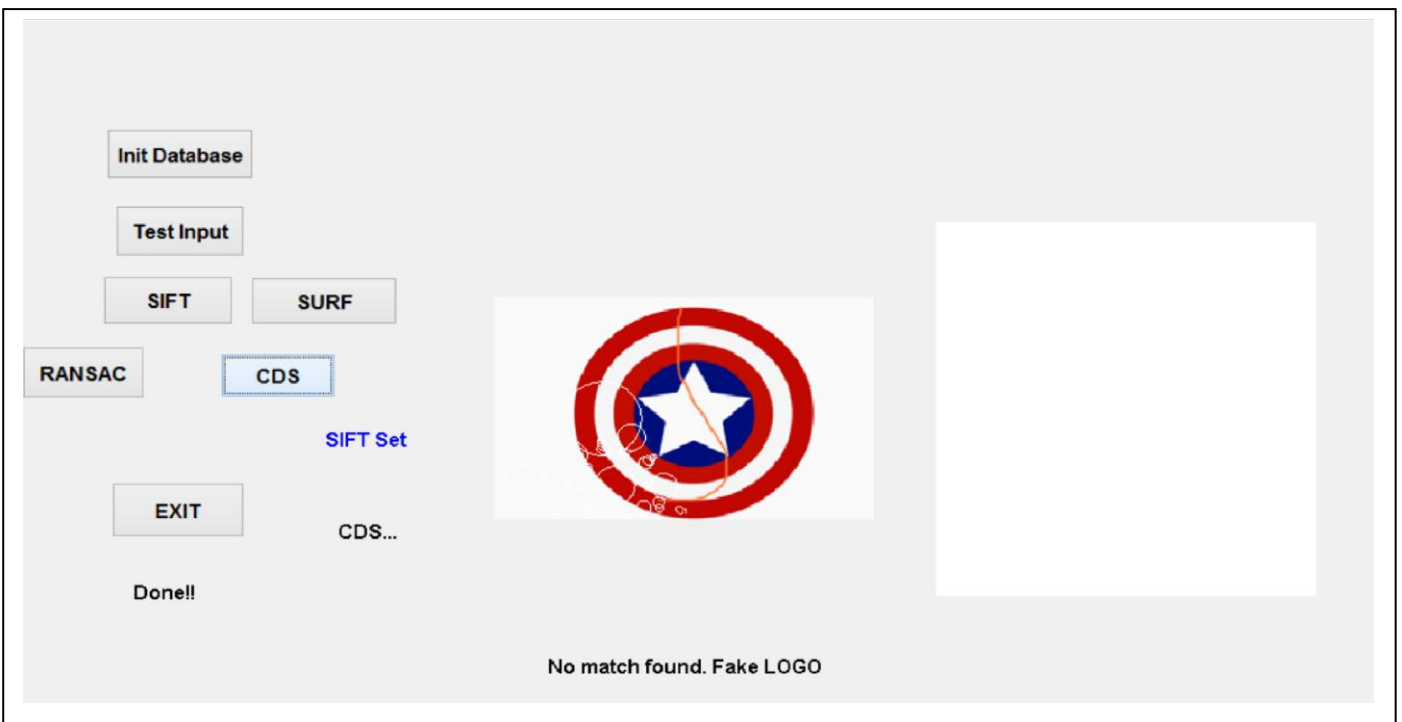 Init Database
Test Input
SIFT SURF
RANSAC CDS
SIFT Set
EXIT
CDS...
Done!!
No match found. Fake LOGO